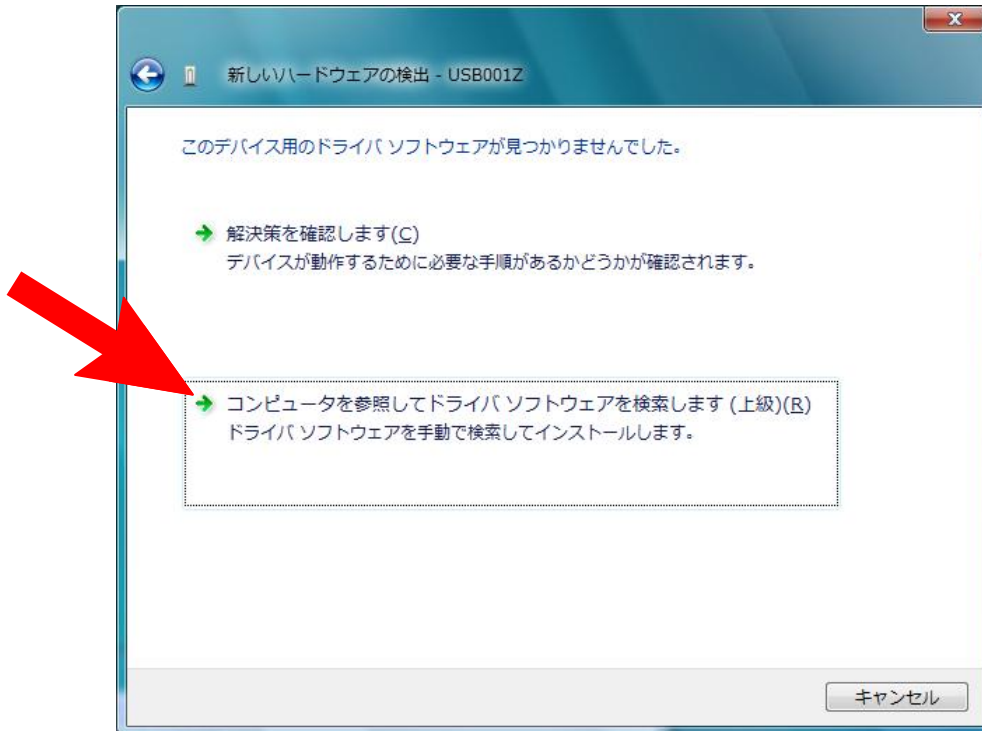 新しいハードウェアの検出 - USB001Z
このデバイス用のドライバ ソフトウェアが見つかりませんでした。
解決策を確認します(C)
デバイスが動作するために必要な手順があるかどうかが確認されます。
コンピュータを参照してドライバ ソフトウェアを検索します (上級)(R)
ドライバ ソフトウェアを手動で検索してインストールします。
キャンセル